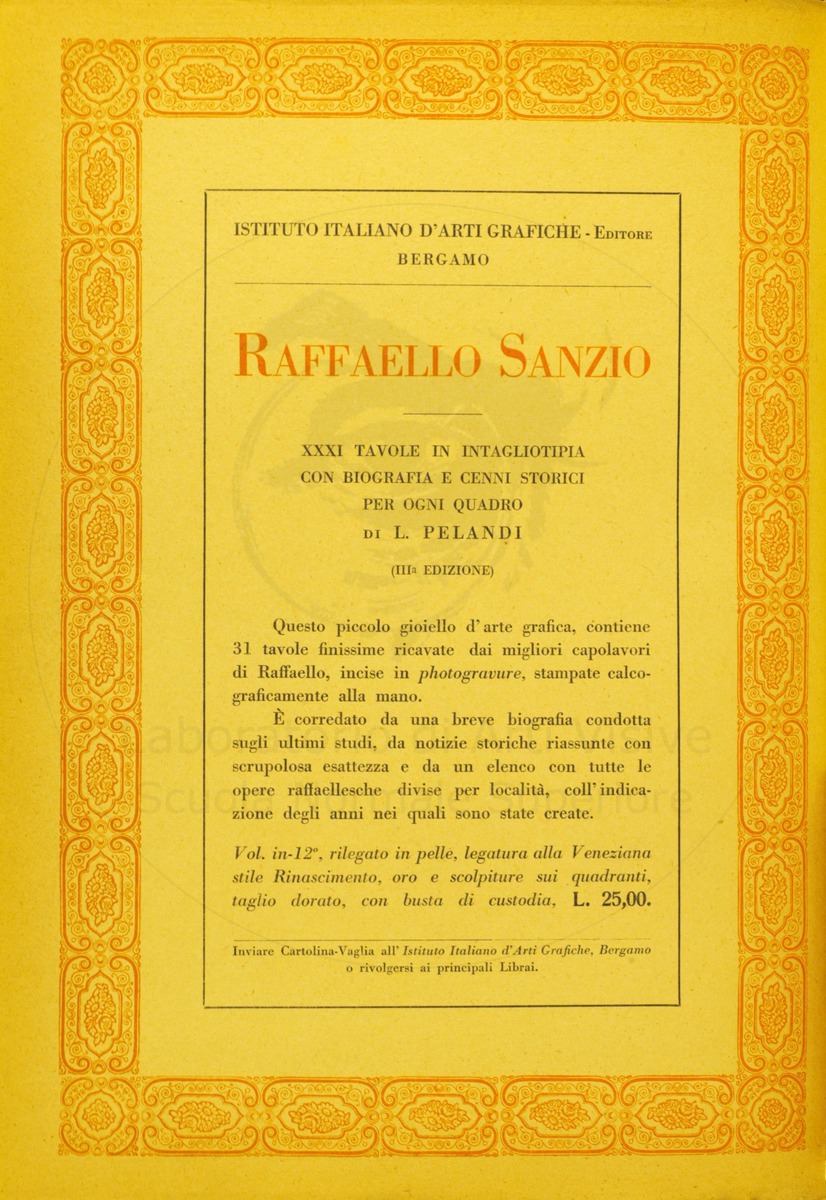 ISTITUTO ITALIANO D'ARTI GRAFICHE - EDITORE
BERGAMO
RAFFAELLO SANZIO
XXXI TAVOLE IN INTAGLIOTIPIA
CON BIOGRAFIA E CENNI STORICI
PER OGNI QUADRO
DI L. PELANDI
(IIIa EDIZIONE)
Questo piccolo gioiello d'arte grafica, contiene
31 tavole finissime ricavate dai migliori capolavori
di Raffaello, incise in photogravure, stampate calco-
graficamente alla mano.
È corredato da una breve biografia condotta
sugli ultimi studi, da notizie storiche riassunte con
scrupolosa esattezza e da un elenco con tutte le
opere raffaellesche divise per località, coll'indica-
zione degli anni nei quali sono state create.
Vol. in-12°, rilegato in pelle, legatura alla Veneziana
stile Rinascimento, oro e scolpiture sui quadranti,
taglio dorato, con busta di custodia, L. 25,00.
Inviare Cartolina-Vaglia all'Istituto Italiano d'Arti Grafiche, Bergamo
o rivolgersi ai principali Librai.